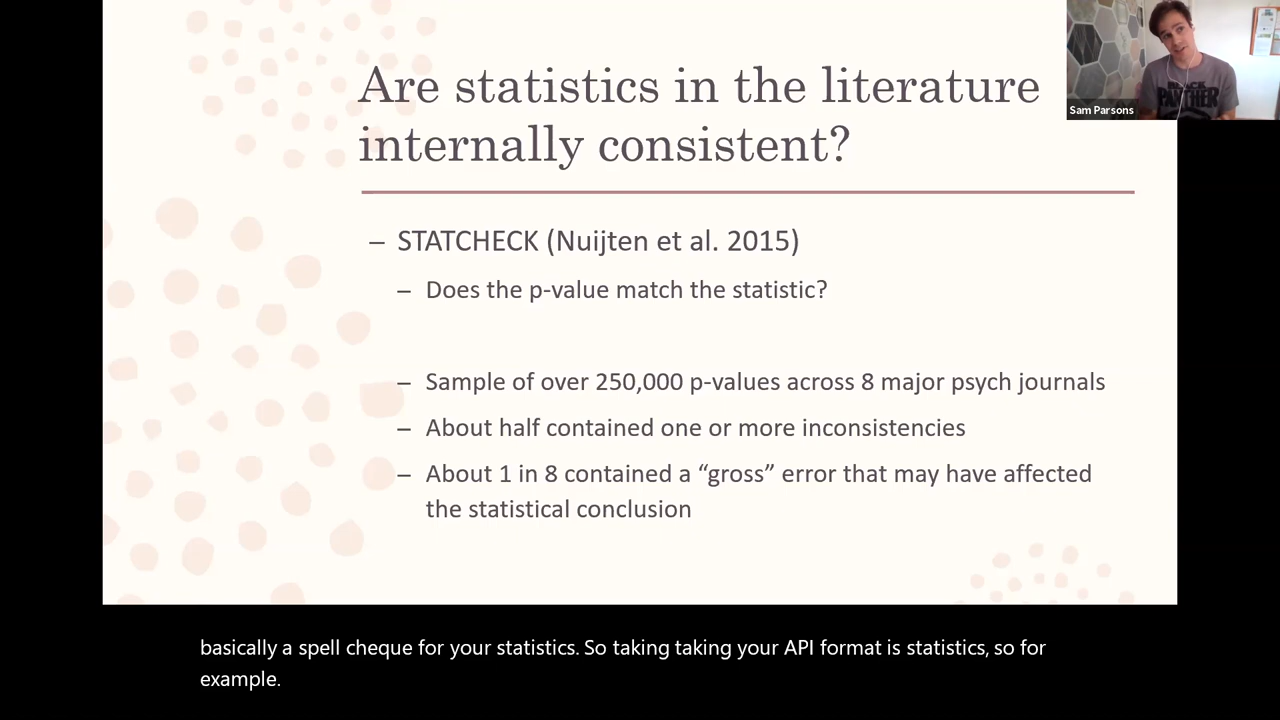 Are statistics in the literature
internally consistent?
Sam Parsons
BLACK
PANTHER
– STATCHECK (Nuijten et al. 2015)
– Does the p-value match the statistic?
– Sample of over 250,000 p-values across 8 major psych journals
– About half contained one or more inconsistencies
– About 1 in 8 contained a “gross” error that may have affected
the statistical conclusion
basically a spell cheque for your statistics. So taking taking your API format is statistics, so for
example.